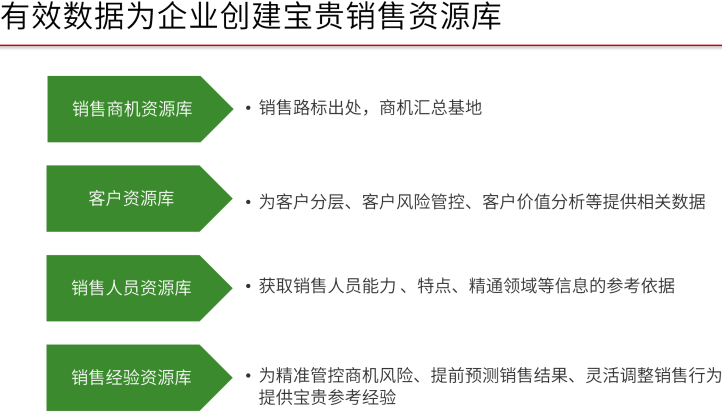 有效数据为企业创建宝贵销售资源库
销售商机资源库
• 销售路标出处，商机汇总基地
客户资源库
• 为客户分层、客户风险管控、客户价值分析等提供相关数据
销售人员资源库
• 获取销售人员能力 、特点、精通领域等信息的参考依据
销售经验资源库
• 为精准管控商机风险、提前预测销售结果、灵活调整销售行为
提供宝贵参考经验